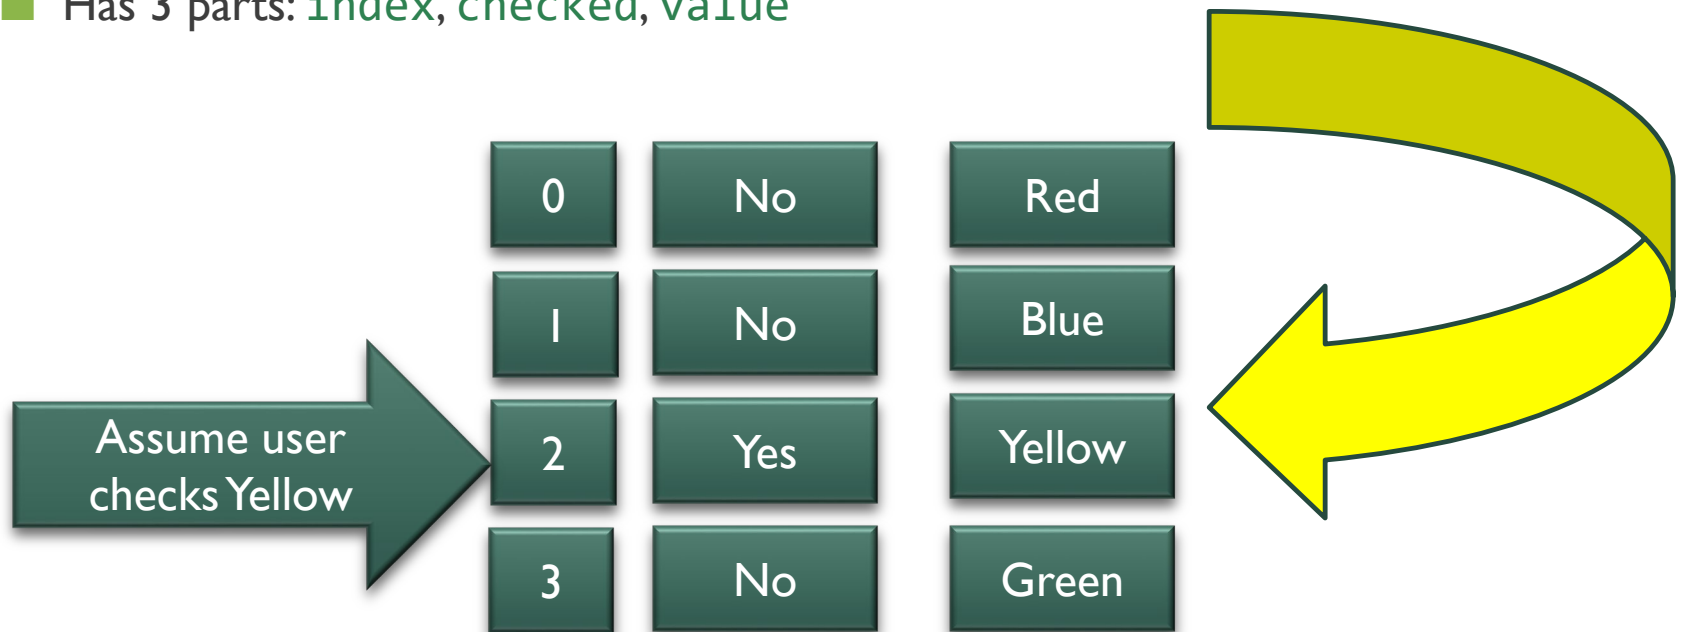 Has 3 parts: index, checked, value
0 No Red
1 No Blue
Assume user
checks Yellow
2 Yes Yellow
3 No Green